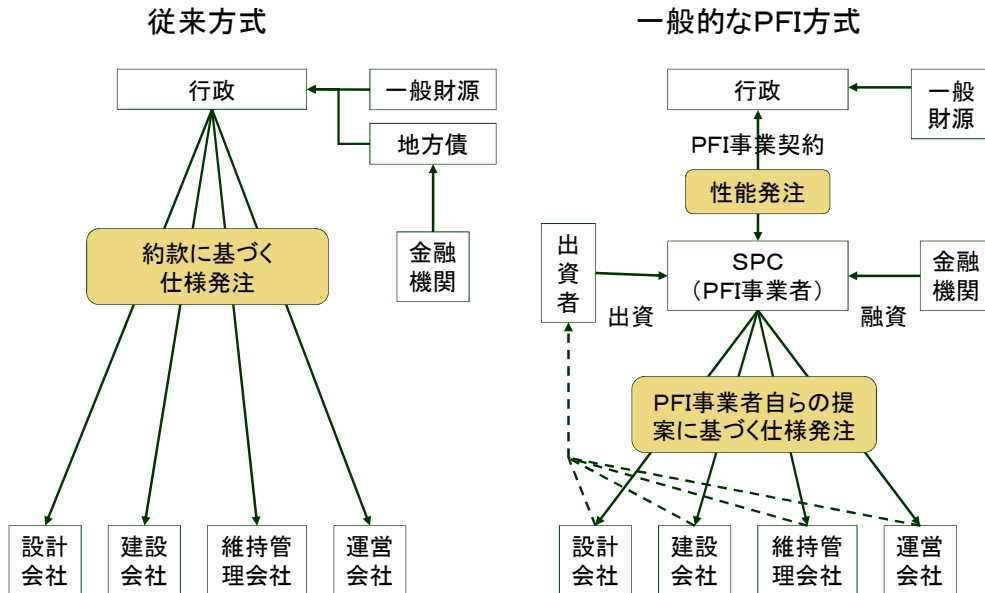 従来方式
行政
一般財源
地方債
金融
機関
約款に基づく
仕様発注
設計
会社
建設
会社
維持管
理会社
運営
会社
一般的なPFI方式
行政
一般
財源
PFI事業契約
性能発注
出
資
者
出資
SPC
（PFI事業者）
融資
金融
機関
PFI事業者自らの提
案に基づく仕様発注
設計
会社
建設
会社
維持管
理会社
運営
会社